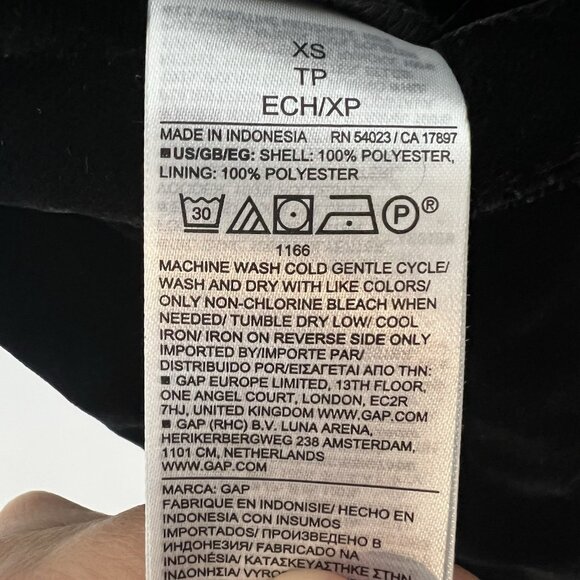 XS
TP
ECH/XP
MADE IN INDONESIA RN 54023 / CA 17897
■ US/GB/EG: SHELL: 100% POLYESTER,
LINING: 100% POLYESTER
30 P ®
1166
MACHINE WASH COLD GENTLE CYCLE/
WASH AND DRY WITH LIKE COLORS/
ONLY NON-CHLORINE BLEACH WHEN
NEEDED/ TUMBLE DRY LOW/ COOL
IRON/ IRON ON REVERSE SIDE ONLY
IMPORTED BY/IMPORTE PAR/
DISTRIBUIDO POR/ΕΙΣΑΓΕΤΑΙ ΑΠΟ ΤΗΝ:
■ GAP EUROPE LIMITED, 13TH FLOOR,
ONE ANGEL COURT, LONDON, EC2R
7HJ, UNITED KINGDOM WWW.GAP.COM
■ GAP (RHC) B.V. LUNA ARENA,
HERIKERBERGWEG 238 AMSTERDAM,
1101 CM, NETHERLANDS
WWW.GAP.COM
MARCA: GAP
FABRIQUE EN INDONISIE/ HECHO EN
INDONESIA CON INSUMOS
IMPORTADOS/ ПРОИЗВЕДЕНО В
ИНДОНЕЗИИ/ FABRICADO NA
INDONÉSIA/ ΚΑΤΑΣΚΕΥΑΣΤΗΚΕ ΣΤΗΝ